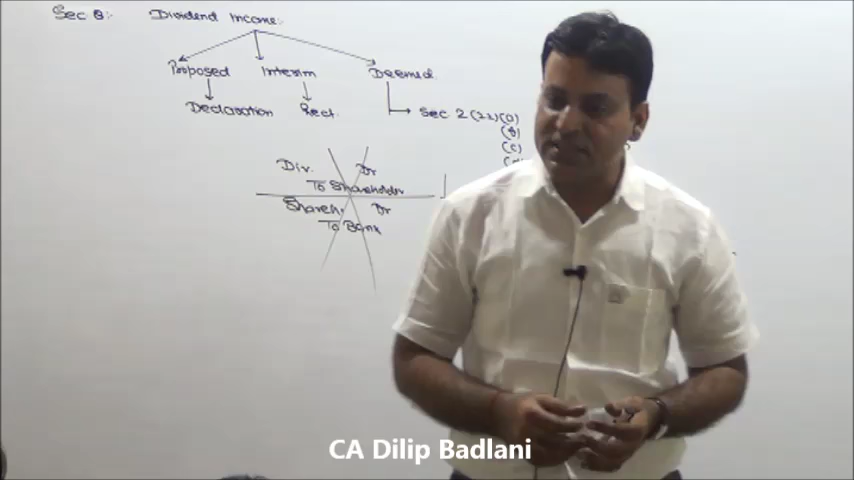 Sec 8:- Dividend Income:-
Proposed Interim Deemed
Declaration Rect. Sec 2(22)(a)
(b)
(c)
Div. Dr
To Shareholder
Shareh. Dr
To Bank
CA Dilip Badlani